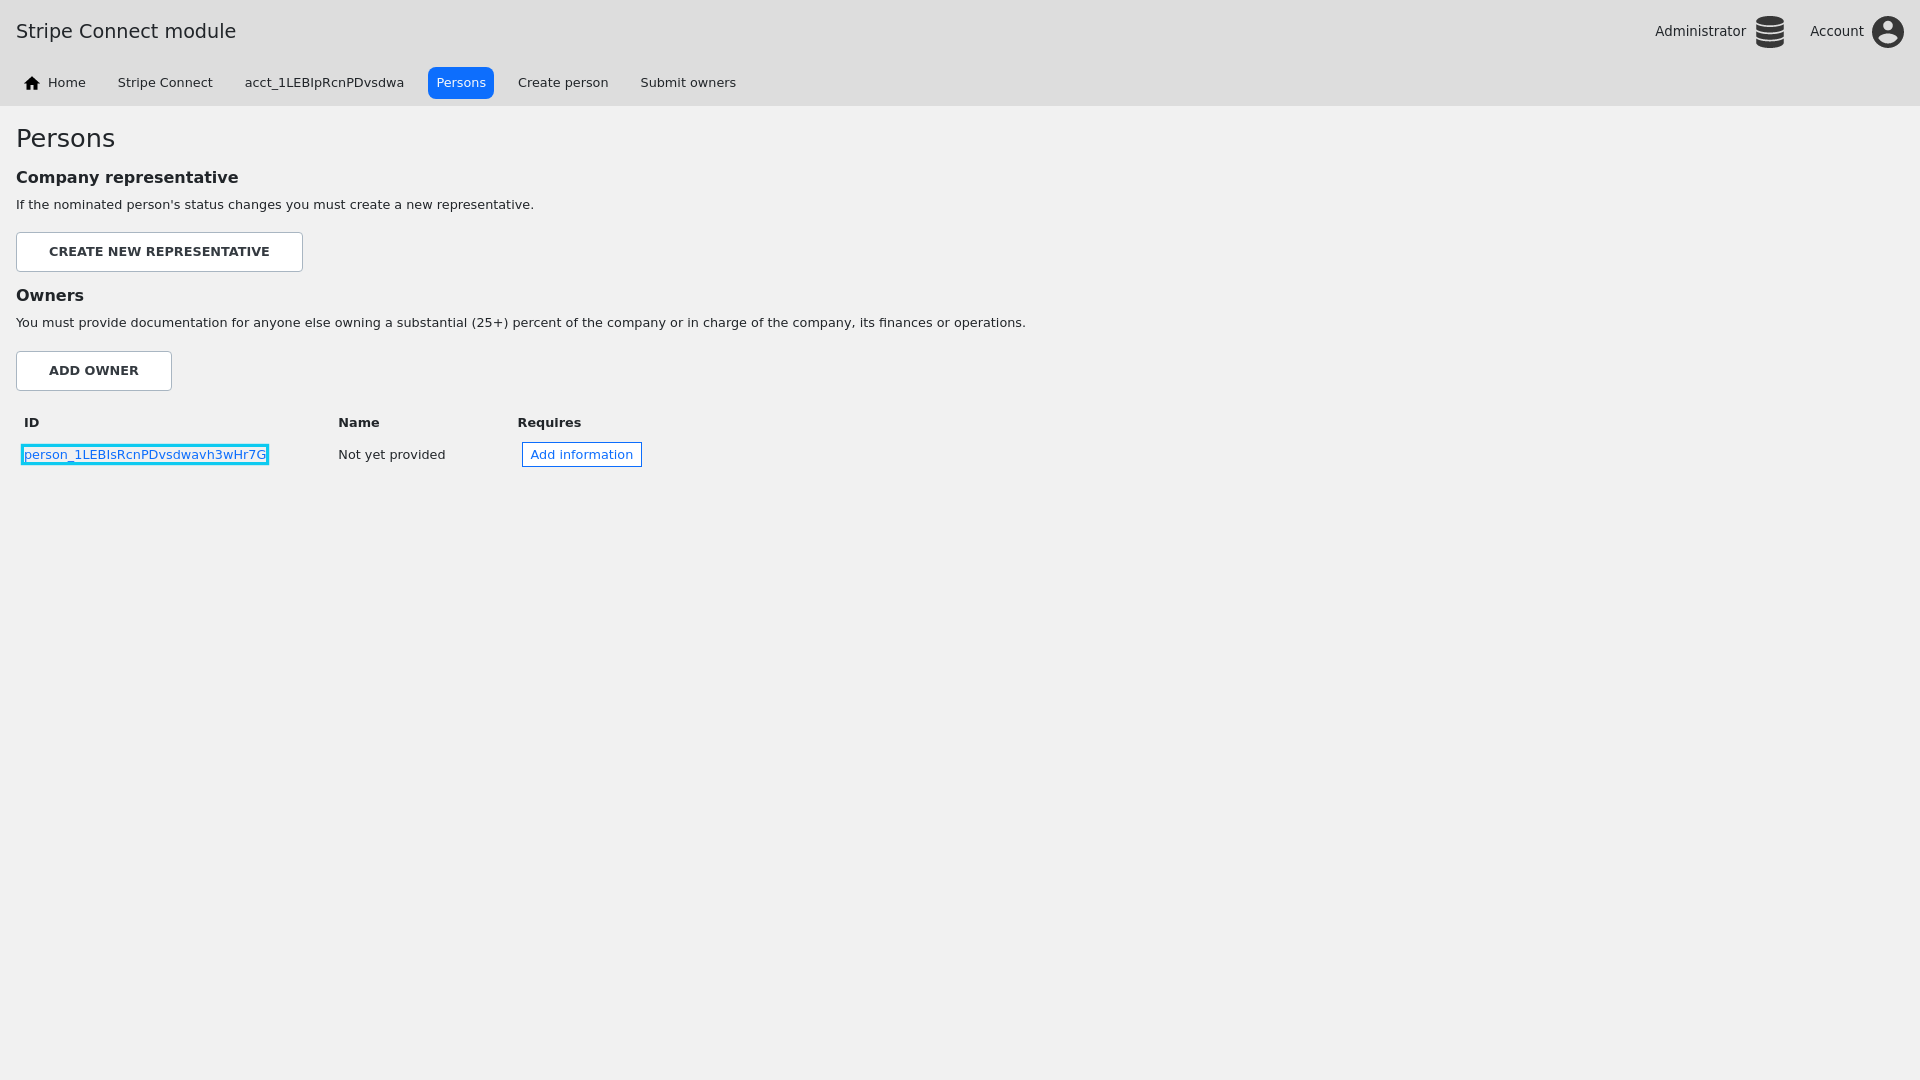 Stripe Connect module
Administrator
Account
Home
Stripe Connect
acct_1LEBIpRcnPDvsdwa
Persons
Create person
Submit owners
Persons
Company representative
If the nominated person's status changes you must create a new representative.
CREATE NEW REPRESENTATIVE
Owners
You must provide documentation for anyone else owning a substantial (25+) percent of the company or in charge of the company, its finances or operations.
ADD OWNER
ID Name Requires
person_1LEBIsRcnPDvsdwavh3wHr7G Not yet provided Add information